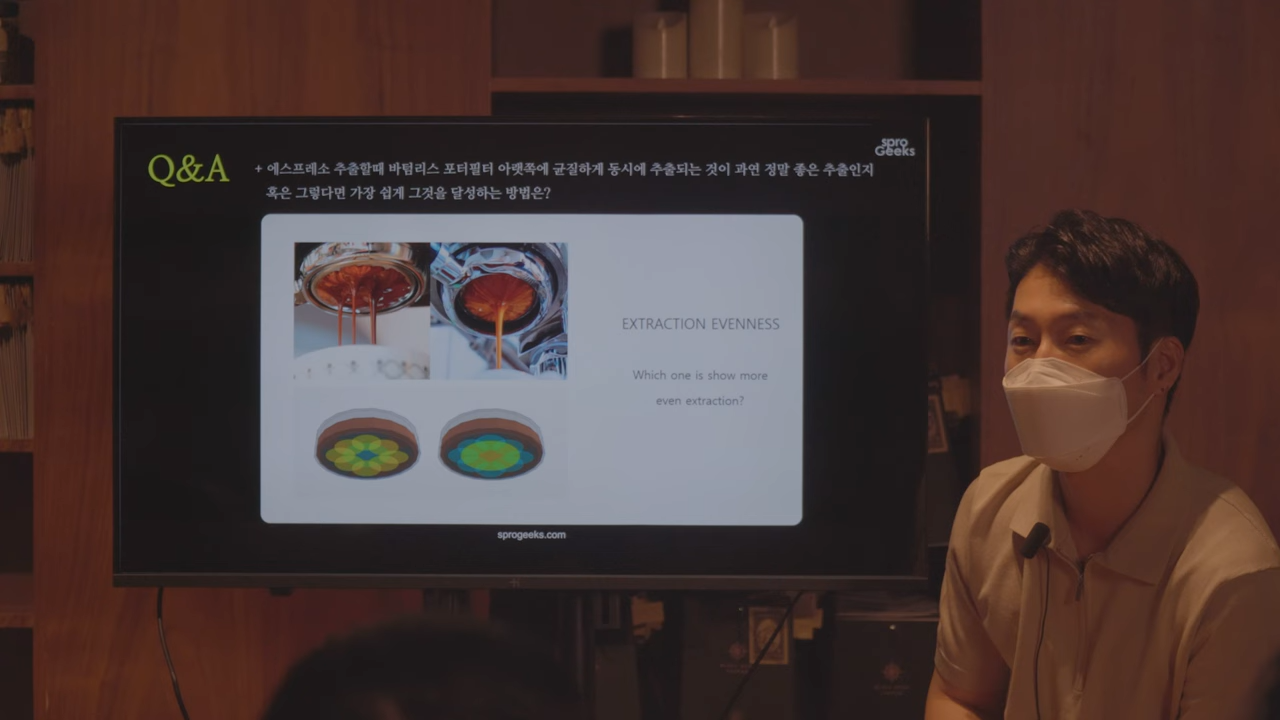 Q&A
+ 에스프레소 추출할때 바텀리스 포터필터 아랫쪽에 균질하게 동시에 추출되는 것이 과연 정말 좋은 추출인지
혹은 그렇다면 가장 쉽게 그것을 달성하는 방법은?
spro
Geeks
EXTRACTION EVENNESS
Which one is show more
even extraction?
sprogeeks.com